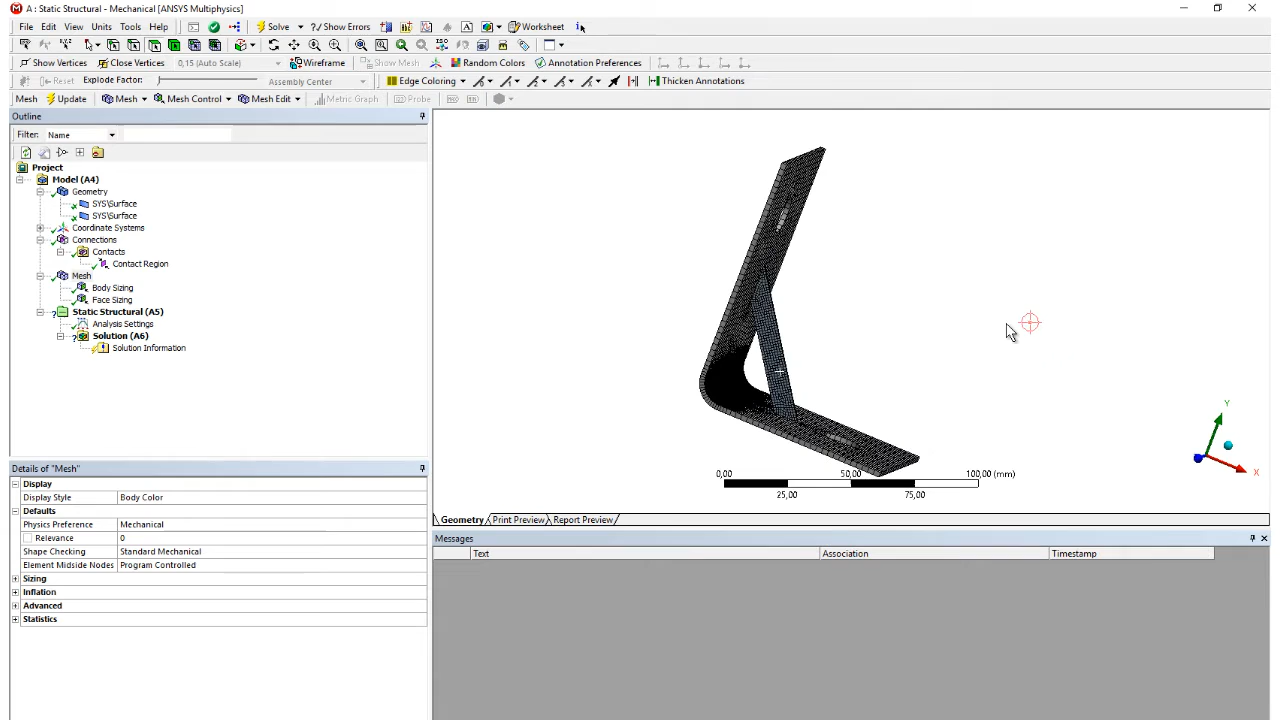 A : Static Structural - Mechanical [ANSYS Multiphysics]
File Edit View Units Tools Help Solve ?/Show Errors Worksheet
Show Vertices Close Vertices 0,15 (Auto Scale) Wireframe Show Mesh Random Colors Annotation Preferences
Reset Explode Factor: Assembly Center Edge Coloring Thicken Annotations
Mesh Update Mesh Mesh Control Mesh Edit Metric Graph Probe
Outline
Filter: Name
Project
Model (A4)
Geometry
SYS\Surface
SYS\Surface
Coordinate Systems
Connections
Contacts
Contact Region
Mesh
Body Sizing
Face Sizing
Static Structural (A5)
Analysis Settings
Solution (A6)
Solution Information
Details of "Mesh"
Display
Display Style Body Color
Defaults
Physics Preference Mechanical
Relevance 0
Shape Checking Standard Mechanical
Element Midside Nodes Program Controlled
Sizing
Inflation
Advanced
Statistics
Y
X
0,00 50,00 100,00 (mm)
25,00 75,00
Geometry Print Preview Report Preview
Messages
Text Association Timestamp